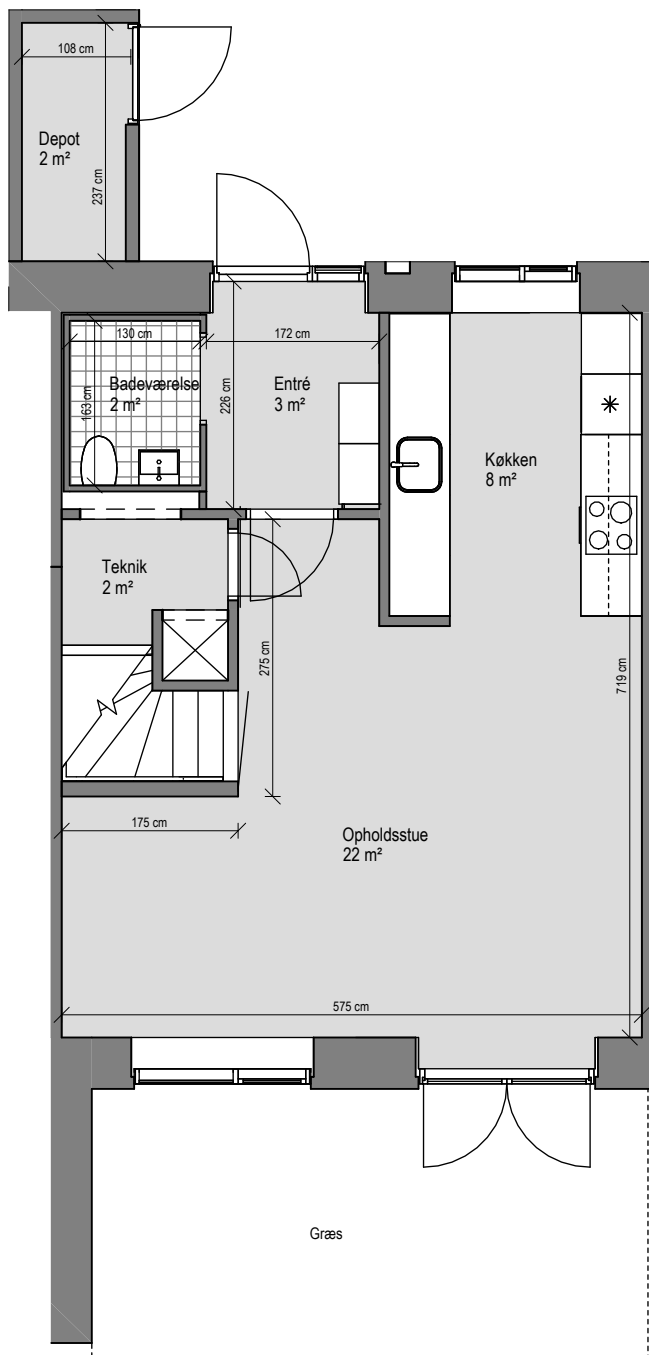 108 cm
Depot
2 m²
237 cm
130 cm
172 cm
Badeværelse
2 m²
163 cm
226 cm
Entré
3 m²
Køkken
8 m²
Teknik
2 m²
275 cm
719 cm
175 cm
Opholdsstue
22 m²
575 cm
Græs